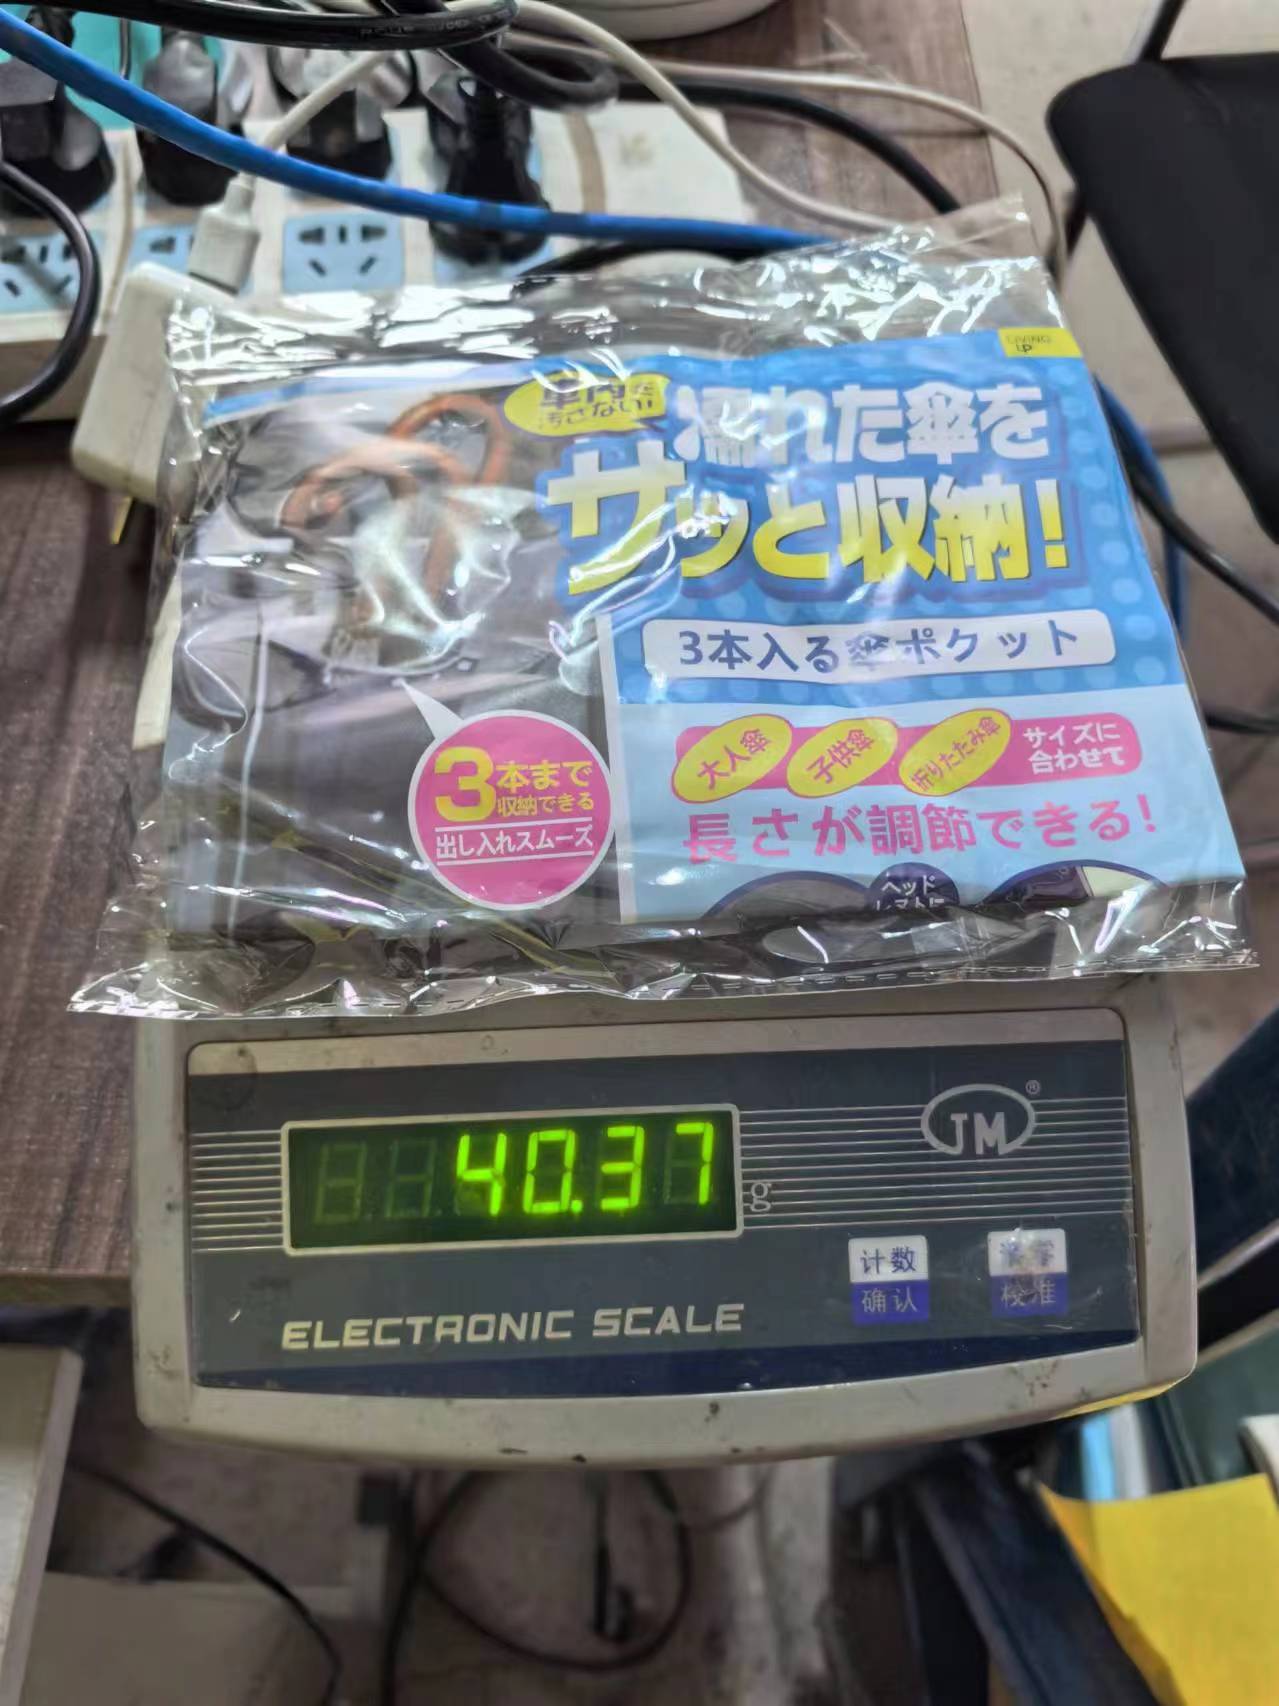 LIVING UP
車内を
汚さない!
濡れた傘を
サッと収納!
3本入る傘ポケット
大人傘 子供傘 折りたたみ傘
サイズに
合わせて
長さが調節できる!
3本まで
収納できる
出し入れスムーズ
ヘッド
40.37 g
JM®
計数
确认
校准
ELECTRONIC SCALE